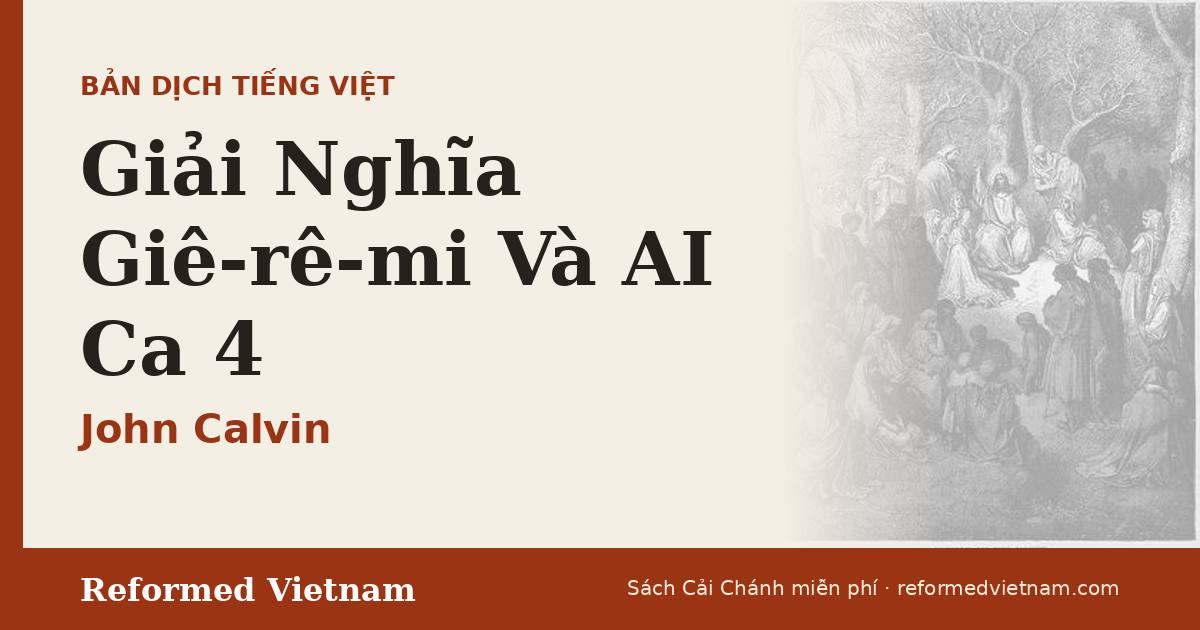 BẢN DỊCH TIẾNG VIỆT
Giải Nghĩa
Giê-rê-mi Và AI
Ca 4
John Calvin
Reformed Vietnam
Sách Cải Chánh miễn phí · reformedvietnam.com